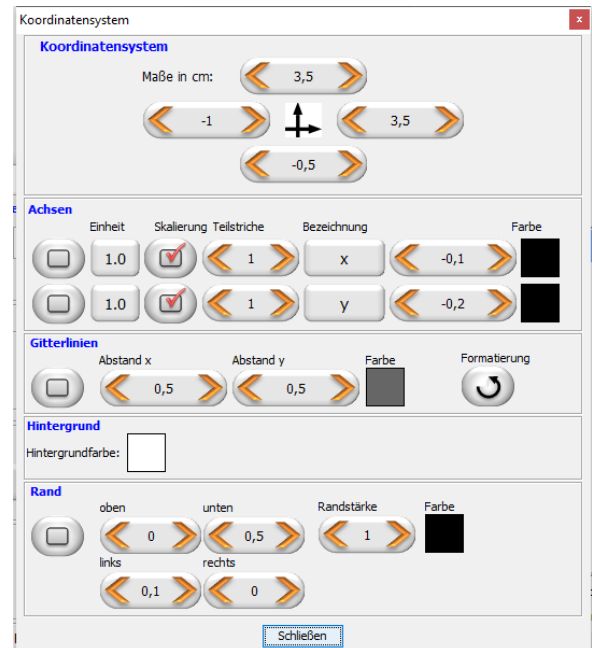 Koordinatensystem
x
Koordinatensystem
Maße in cm: 3,5
-1 3,5
-0,5
Achsen
Einheit Skalierung Teilstriche Bezeichnung Farbe
1.0 1 x -0,1
1.0 1 y -0,2
Gitterlinien
Abstand x Abstand y Farbe Formatierung
0,5 0,5
Hintergrund
Hintergrundfarbe:
Rand
oben unten Randstärke Farbe
0 0,5 1
links rechts
0,1 0
Schließen